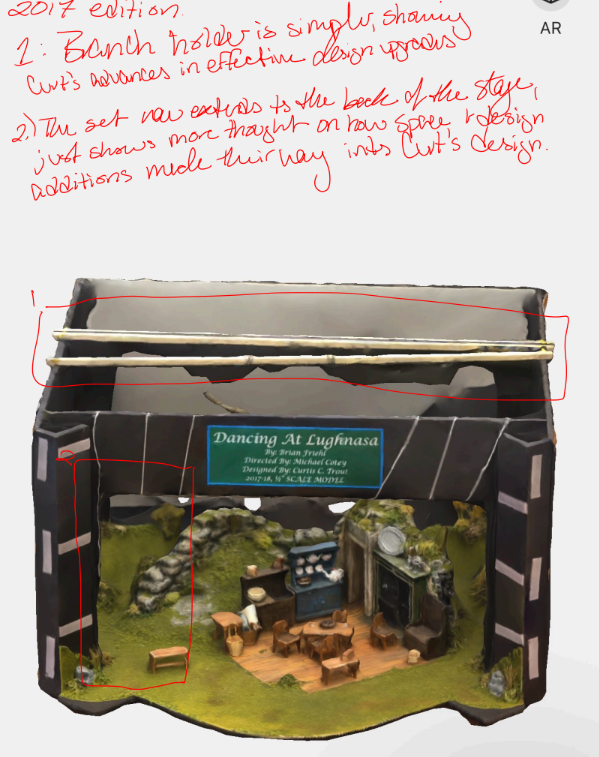 2017 edition.
AR
1: Branch holder is simpler, showing
Curt's advances in effective design upgrades
2.) The set now extends to the back of the stage,
just shows more thought on how space & design
additions made their way into Curt's design.
1
2
Dancing At Lughnasa
By: Brian Friehl
Directed By: Michael Cotey
Designed By: Curtis C. Trout
2017-18, ½" SCALE MODEL